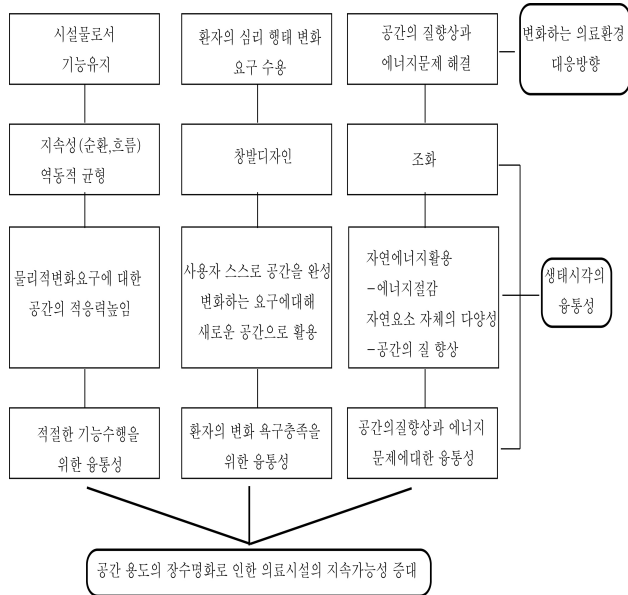 시설물로서
기능유지
환자의 심리 행태 변화
요구 수용
공간의 질향상과
에너지문제 해결
변화하는 의료환경
대응방향
지속성(순환,흐름)
역동적 균형
창발디자인
조화
물리적변화요구에 대한
공간의 적응력높임
사용자 스스로 공간을 완성
변화하는 요구에대해
새로운 공간으로 활용
자연에너지활용
-에너지절감
자연요소 자체의 다양성
-공간의 질 향상
생태시각의
융통성
적절한 기능수행을
위한 융통성
환자의 변화 욕구충족을
위한 융통성
공간의질향상과 에너지
문제에대한 융통성
공간 용도의 장수명화로 인한 의료시설의 지속가능성 증대